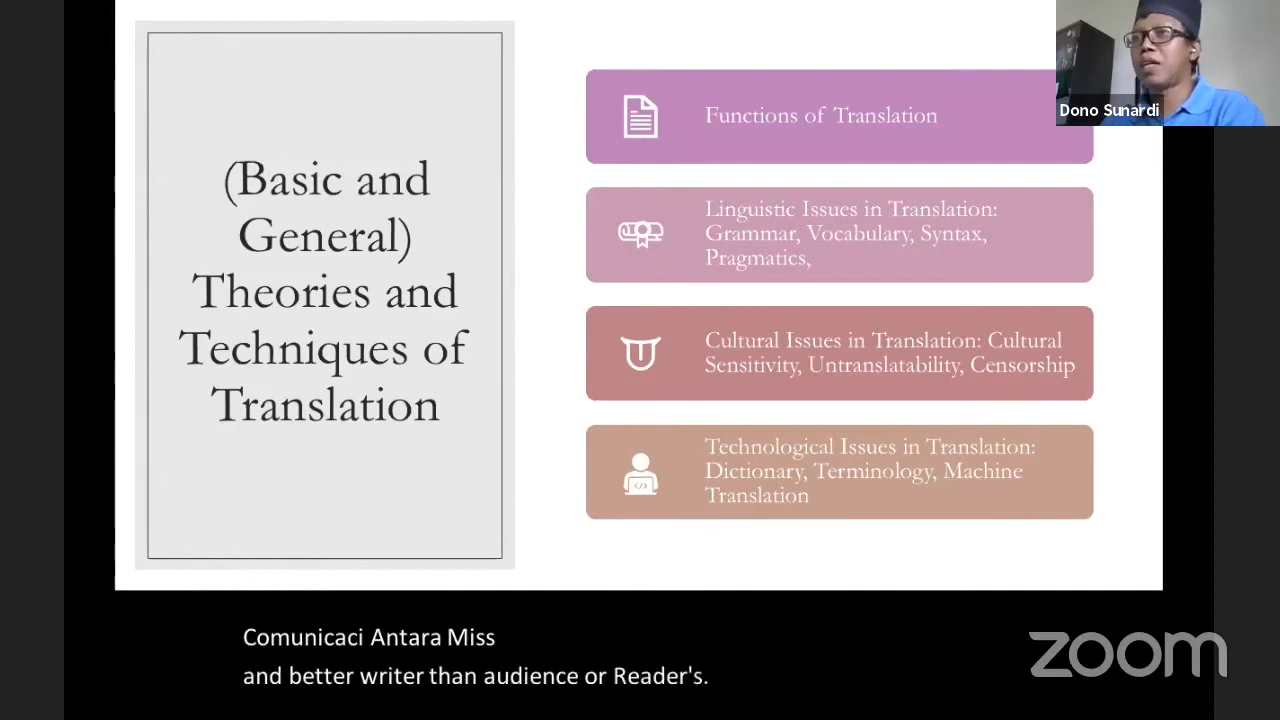 (Basic and
General)
Theories and
Techniques of
Translation
Functions of Translation
Linguistic Issues in Translation:
Grammar, Vocabulary, Syntax,
Pragmatics,
Cultural Issues in Translation: Cultural
Sensitivity, Untranslatability, Censorship
Technological Issues in Translation:
Dictionary, Terminology, Machine
Translation
Dono Sunardi
Comunicaci Antara Miss
and better writer than audience or Reader's.
zoom